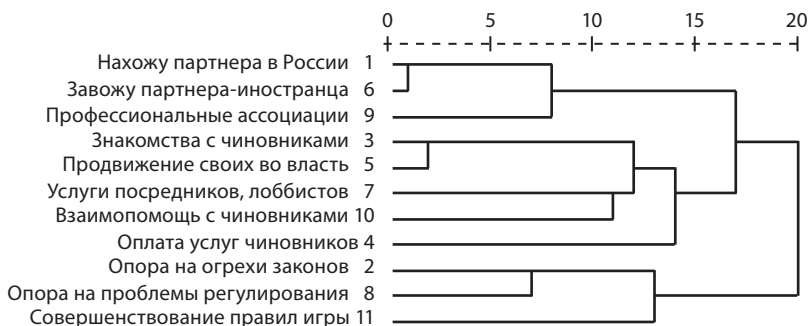 0 5 10 15 20
Нахожу партнера в России 1
Завожу партнера-иностранца 6
Профессиональные ассоциации 9
Знакомства с чиновниками 3
Продвижение своих во власть 5
Услуги посредников, лоббистов 7
Взаимопомощь с чиновниками 10
Оплата услуг чиновников 4
Опора на огрехи законов 2
Опора на проблемы регулирования 8
Совершенствование правил игры 11